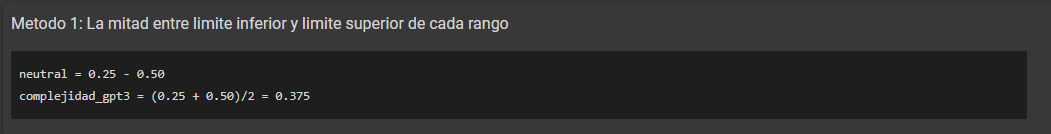 Metodo 1: La mitad entre limite inferior y limite superior de cada rango
neutral = 0.25 - 0.50
complejidad_gpt3 = (0.25 + 0.50)/2 = 0.375